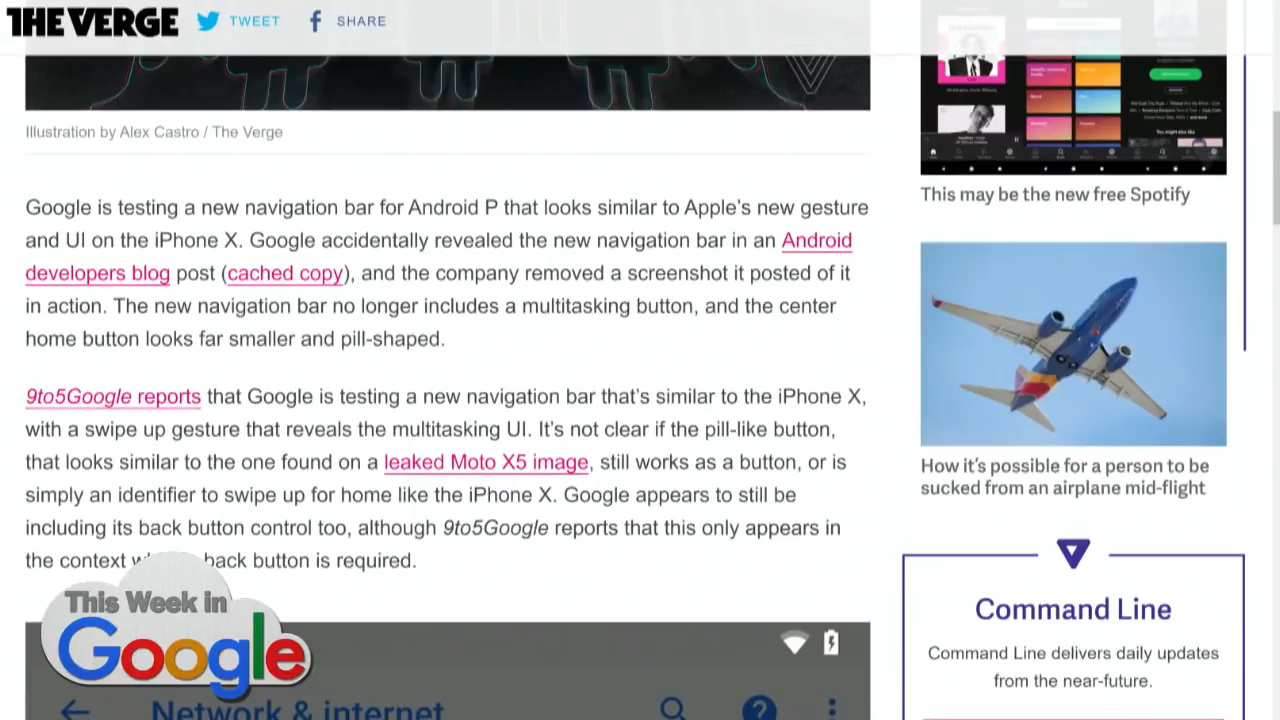 THE VERGE TWEET SHARE
Illustration by Alex Castro / The Verge
Google is testing a new navigation bar for Android P that looks similar to Apple's new gesture
and UI on the iPhone X. Google accidentally revealed the new navigation bar in an Android
developers blog post (cached copy), and the company removed a screenshot it posted of it
in action. The new navigation bar no longer includes a multitasking button, and the center
home button looks far smaller and pill-shaped.
9to5Google reports that Google is testing a new navigation bar that's similar to the iPhone X,
with a swipe up gesture that reveals the multitasking UI. It's not clear if the pill-like button,
that looks similar to the one found on a leaked Moto X5 image, still works as a button, or is
simply an identifier to swipe up for home like the iPhone X. Google appears to still be
including its back button control too, although 9to5Google reports that this only appears in
the context back button is required.
This Week in
Google
Network & internet
You might also like
This may be the new free Spotify
How it's possible for a person to be
sucked from an airplane mid-flight
Command Line
Command Line delivers daily updates
from the near-future.